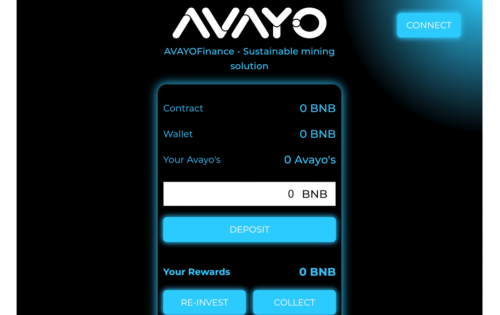 AVAYO
CONNECT
AVAYOFinance - Sustainable mining
solution
Contract 0 BNB
Wallet 0 BNB
Your Avayo's 0 Avayo's
0 BNB
DEPOSIT
Your Rewards 0 BNB
RE-INVEST COLLECT